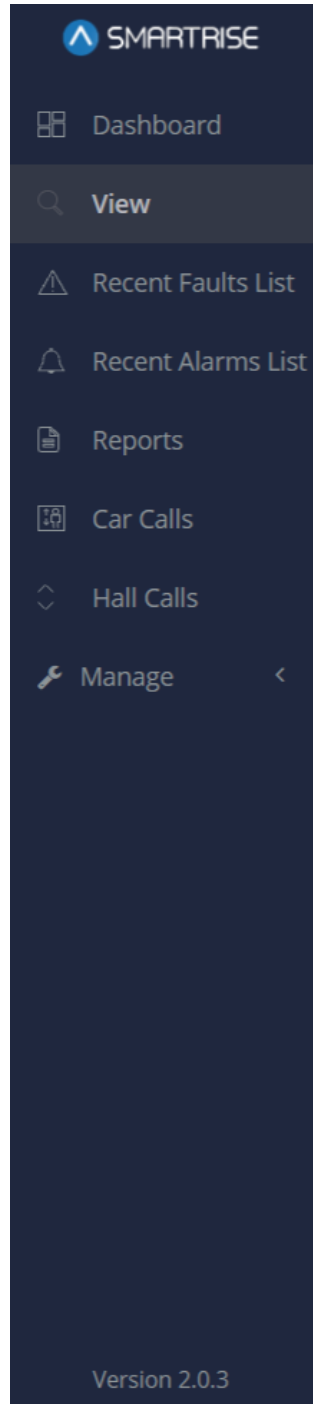 SMARTRISE
Dashboard
View
Recent Faults List
Recent Alarms List
Reports
Car Calls
Hall Calls
Manage
Version 2.0.3